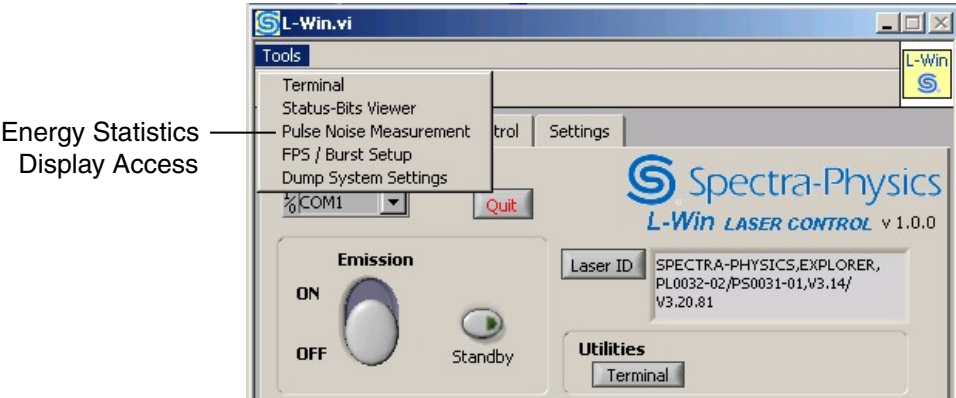 L-Win.vi
Tools
L-Win
Terminal
Status-Bits Viewer
Energy Statistics
Display Access
Pulse Noise Measurement
FPS / Burst Setup
Dump System Settings
trol
Settings
COM1
Quit
Spectra-Physics
L-Win LASER CONTROL v 1.0.0
Emission
ON
OFF
Standby
Laser ID
SPECTRA-PHYSICS,EXPLORER,
PL0032-02/PS0031-01,V3.14/
V3.20.81
Utilities
Terminal